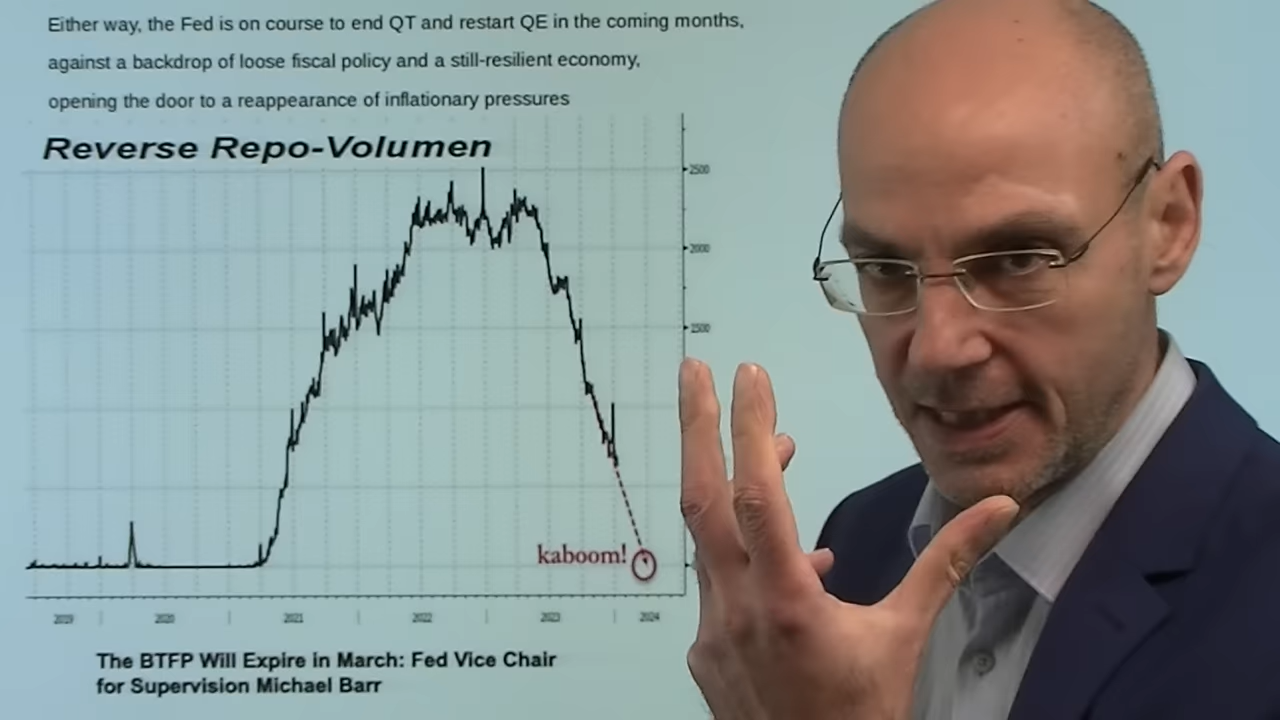 Either way, the Fed is on course to end QT and restart QE in the coming months,
against a backdrop of loose fiscal policy and a still-resilient economy,
opening the door to a reappearance of inflationary pressures
Reverse Repo-Volumen
2500
2000
1500
kaboom!
2019 2020 2021 2022 2023 2024
The BTFP Will Expire in March: Fed Vice Chair
for Supervision Michael Barr